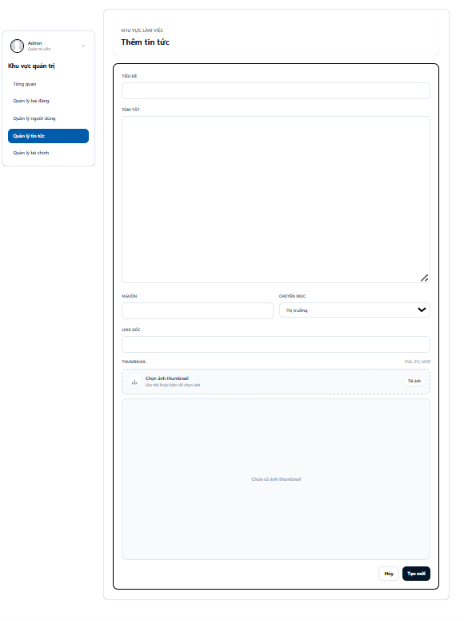 Admin
Quản trị viên
Khu vực quản trị
Tổng quan
Quản lý bài đăng
Quản lý người dùng
Quản lý tin tức
Quản lý tài chính
KHU VỰC LÀM VIỆC
Thêm tin tức
TIÊU ĐỀ
TÓM TẮT
NGUỒN
CHUYÊN MỤC
Thị trường
LINK GỐC
THUMBNAIL
PNG, JPG, WEBP
Chọn ảnh thumbnail
Kéo thả hoặc bấm để chọn ảnh
Tải ảnh
Chưa có ảnh thumbnail
Hủy
Tạo mới